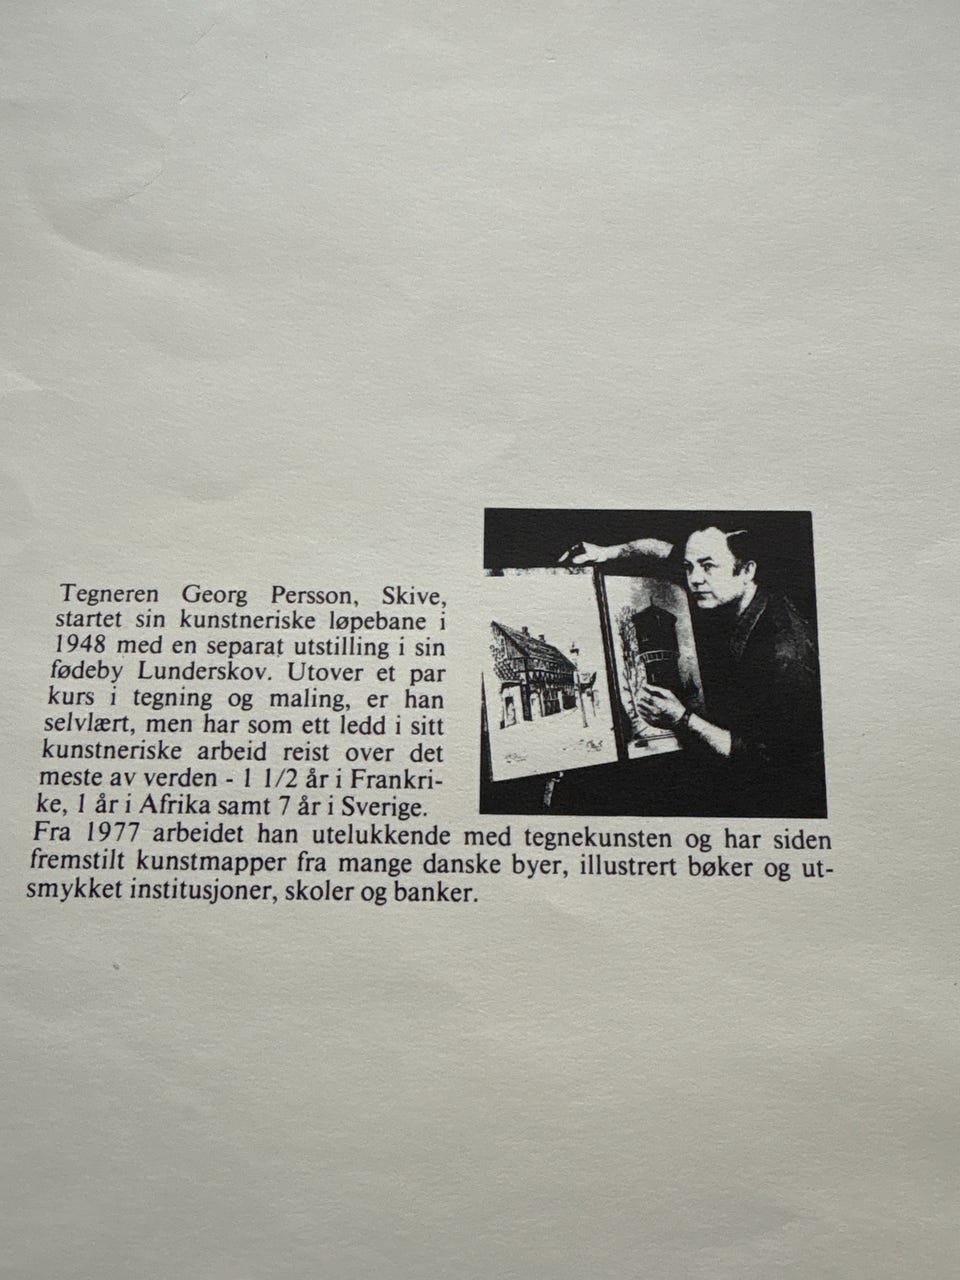 Tegneren Georg Persson, Skive,
startet sin kunstneriske løpebane i
1948 med en separat utstilling i sin
fødeby Lunderskov. Utover et par
kurs i tegning og maling, er han
selvlært, men har som ett ledd i sitt
kunstneriske arbeid reist over det
meste av verden - 1 1/2 år i Frankri-
ke, 1 år i Afrika samt 7 år i Sverige.
Fra 1977 arbeidet han utelukkende med tegnekunsten og har siden
fremstilt kunstmapper fra mange danske byer, illustrert bøker og ut-
smykket institusjoner, skoler og banker.